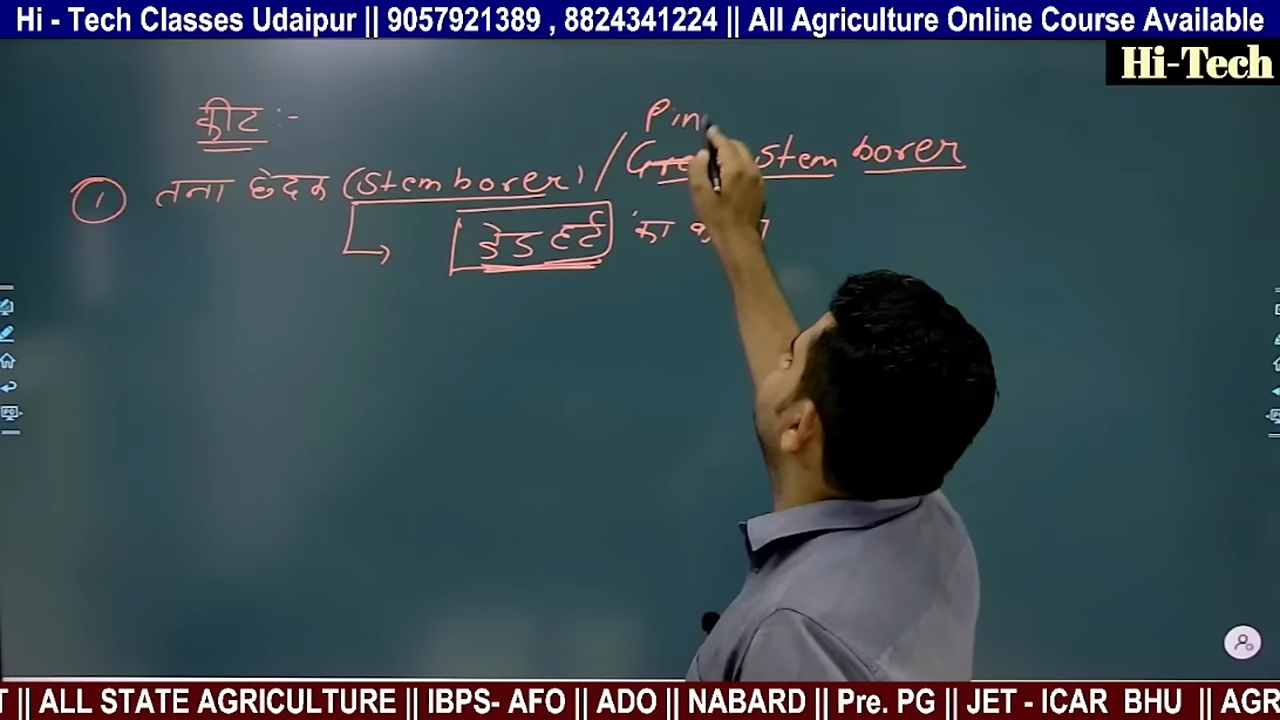 Hi - Tech Classes Udaipur || 9057921389 , 8824341224 || All Agriculture Online Course Available
Hi-Tech
कीट :-
Pin
① तना छेदक (Stem borer) / Stem borer
डेड हर्ट का
T || ALL STATE AGRICULTURE || IBPS- AFO || ADO || NABARD || Pre. PG || JET - ICAR BHU || AGR